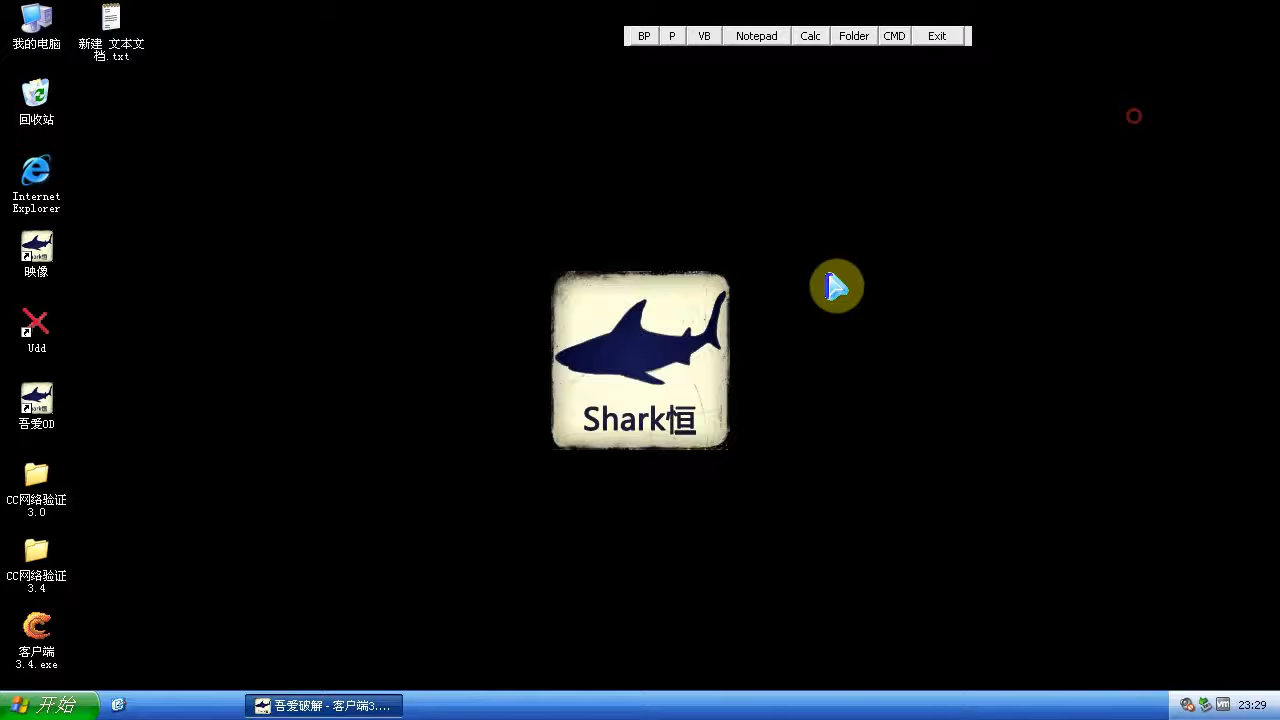 我的电脑
新建 文本文
档.txt
BP
P
VB
Notepad
Calc
Folder
CMD
Exit
回收站
Internet
Explorer
映像
Udd
吾爱OD
CC网络验证
3.0
CC网络验证
3.4
客户端
3.4.exe
Shark恒
开始
吾爱破解 - 客户端3....
23:29